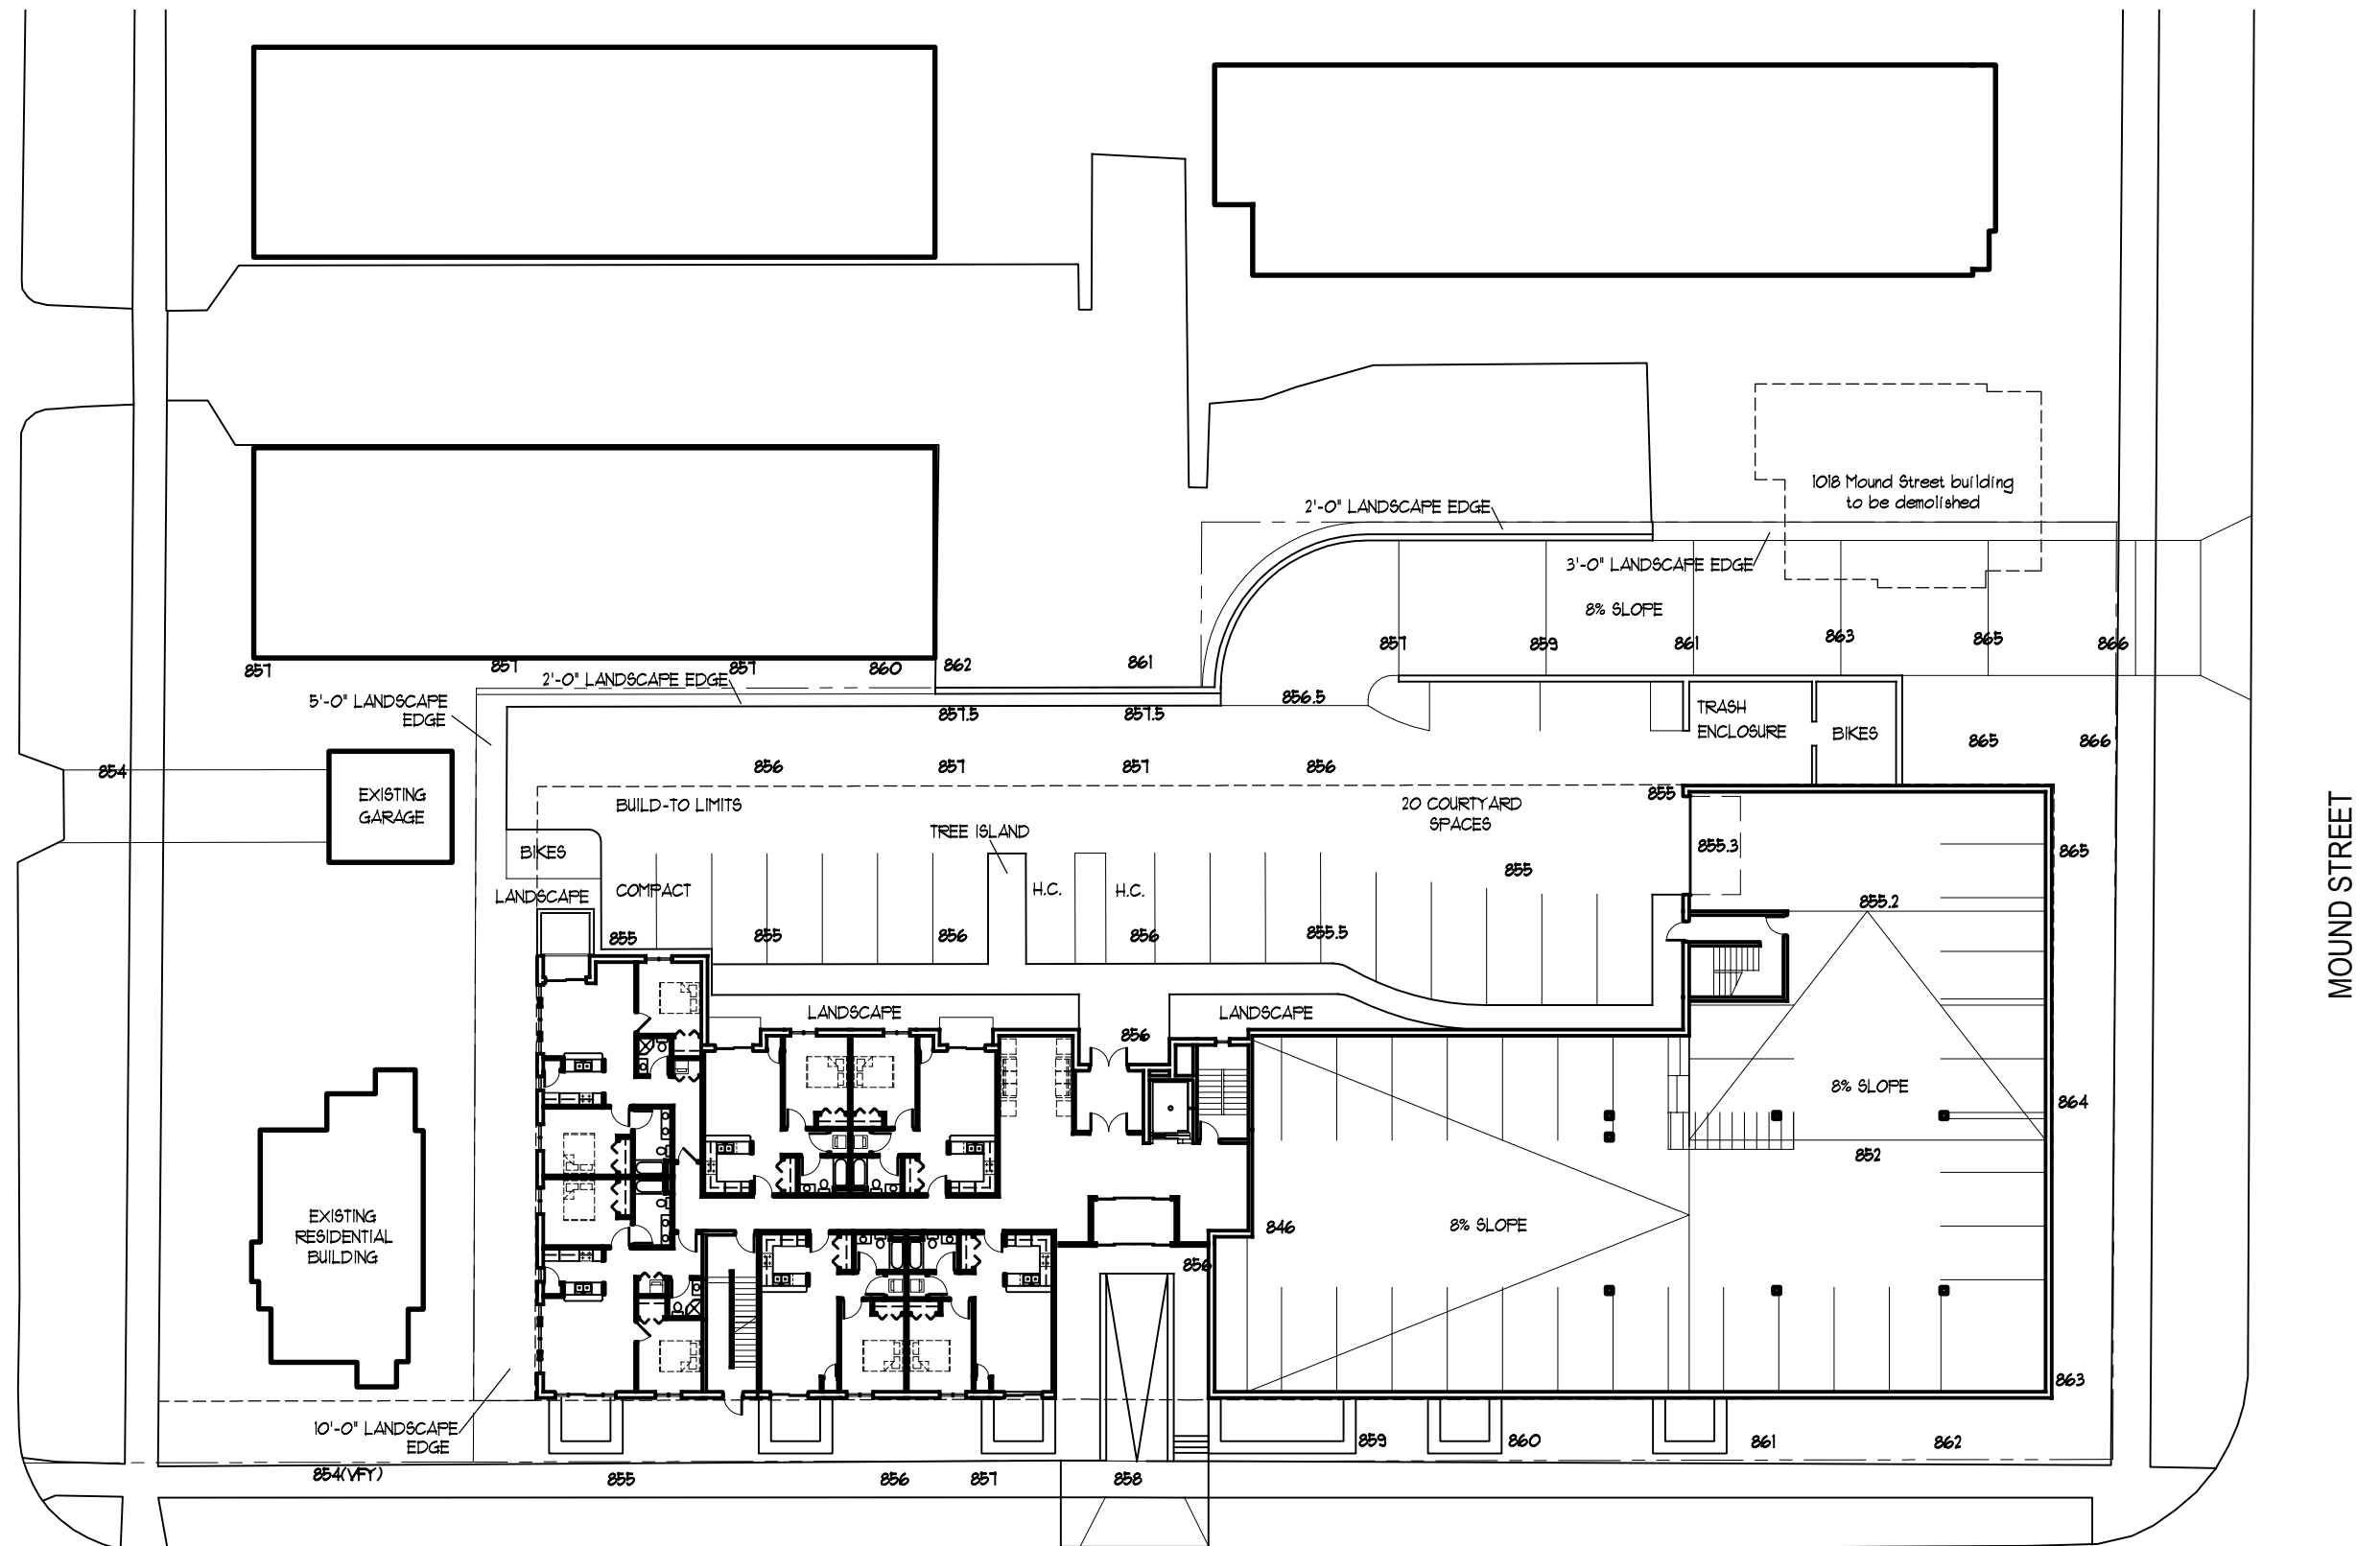 1018 Mound Street building
to be demolished
2'-0" LANDSCAPE EDGE
3'-0" LANDSCAPE EDGE
8% SLOPE
857
859
861
863
865
866
857
857
857
860
862
861
2'-0" LANDSCAPE EDGE
5'-0" LANDSCAPE
EDGE
856.5
857.5
857.5
TRASH
ENCLOSURE
BIKES
865
866
854
856
857
857
856
EXISTING
GARAGE
BUILD-TO LIMITS
20 COURTYARD
SPACES
855
TREE ISLAND
BIKES
855.3
865
855
LANDSCAPE
COMPACT
H.C.
H.C.
855.2
855
855
856
856
855.5
MOUND STREET
LANDSCAPE
LANDSCAPE
856
8% SLOPE
864
852
EXISTING
RESIDENTIAL
BUILDING
846
8% SLOPE
856
863
10'-0" LANDSCAPE
EDGE
859
860
861
862
854(VFY)
855
856
857
858